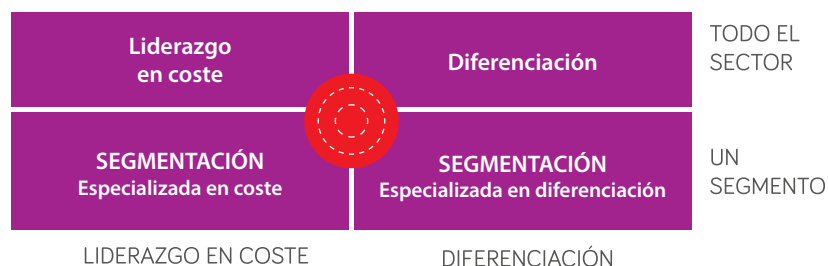 Liderazgo
en coste
Diferenciación
TODO EL
SECTOR
SEGMENTACIÓN
Especializada en coste
SEGMENTACIÓN
Especializada en diferenciación
UN
SEGMENTO
LIDERAZGO EN COSTE
DIFERENCIACIÓN